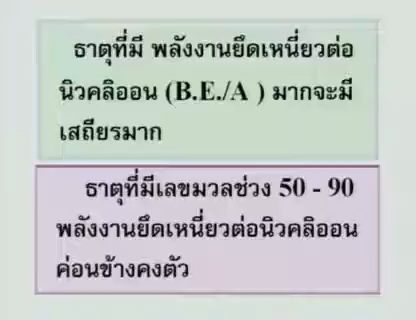 ธาตุที่มี พลังงานยึดเหนี่ยวต่อ
นิวคลิออน (B.E./A ) มากจะมี
เสถียรมาก
ธาตุที่มีเลขมวลช่วง 50 - 90
พลังงานยึดเหนี่ยวต่อนิวคลิออน
ค่อนข้างคงตัว